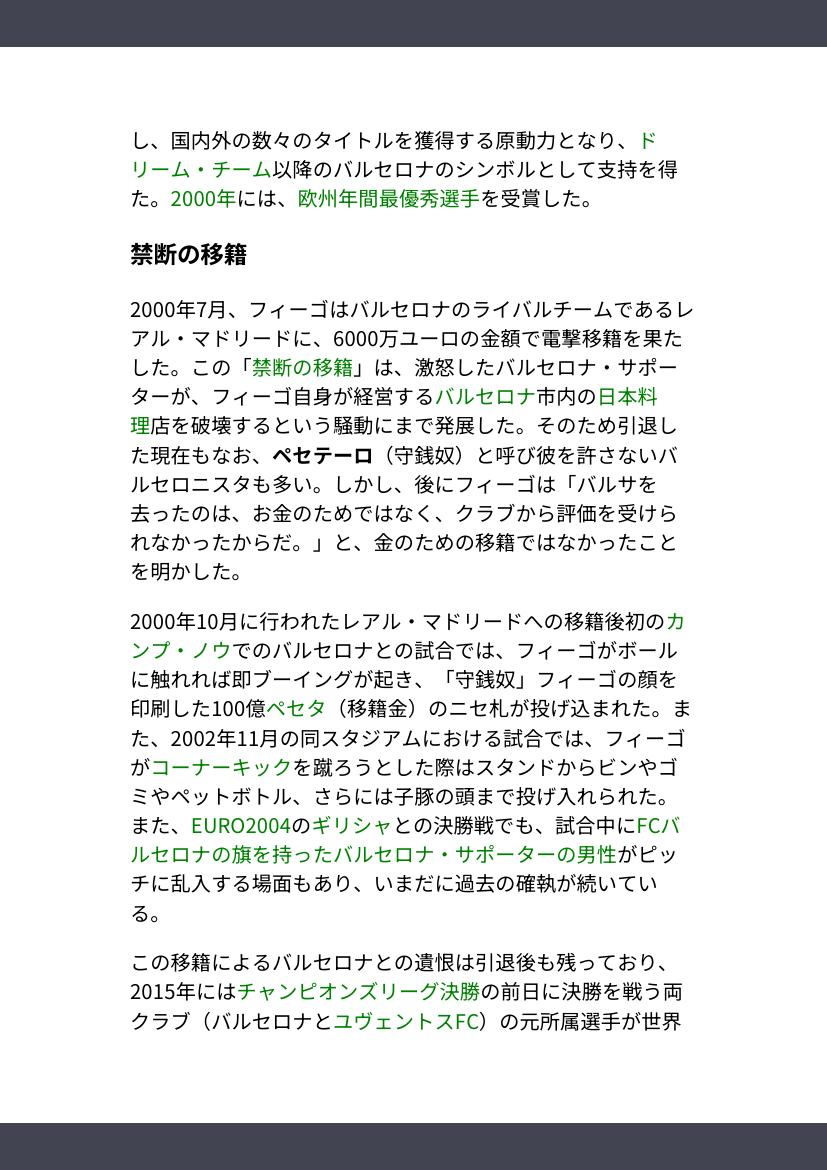 し、国内外の数々のタイトルを獲得する原動力となり、ド
リーム・チーム以降のバルセロナのシンボルとして支持を得
た。2000年には、欧州年間最優秀選手を受賞した。
禁断の移籍
2000年7月、フィーゴはバルセロナのライバルチームであるレ
アル・マドリードに、6000万ユーロの金額で電撃移籍を果た
した。この「禁断の移籍」は、激怒したバルセロナ・サポー
ターが、フィーゴ自身が経営するバルセロナ市内の日本料
理店を破壊するという騒動にまで発展した。そのため引退し
た現在もなお、ペセテーロ（守銭奴）と呼び彼を許さないバ
ルセロニスタも多い。しかし、後にフィーゴは「バルサを
去ったのは、お金のためではなく、クラブから評価を受けら
れなかったからだ。」と、金のための移籍ではなかったこと
を明かした。
2000年10月に行われたレアル・マドリードへの移籍後初のカ
ンプ・ノウでのバルセロナとの試合では、フィーゴがボール
に触れれば即ブーイングが起き、「守銭奴」フィーゴの顔を
印刷した100億ペセタ（移籍金）のニセ札が投げ込まれた。ま
た、2002年11月の同スタジアムにおける試合では、フィーゴ
がコーナーキックを蹴ろうとした際はスタンドからビンやゴ
ミやペットボトル、さらには子豚の頭まで投げ入れられた。
また、EURO2004のギリシャとの決勝戦でも、試合中にFCバ
ルセロナの旗を持ったバルセロナ・サポーターの男性がピッ
チに乱入する場面もあり、いまだに過去の確執が続いてい
る。
この移籍によるバルセロナとの遺恨は引退後も残っており、
2015年にはチャンピオンズリーグ決勝の前日に決勝を戦う両
クラブ（バルセロナとユヴェントスFC）の元所属選手が世界